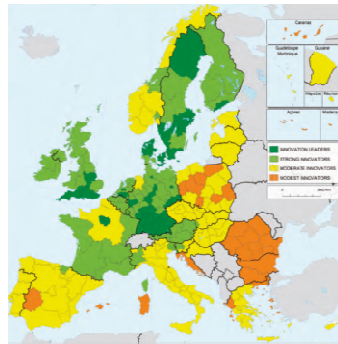 Canarias
Guadeloupe
Martinique
Guyane
Mayotte
Réunion
Açores
Madeira
INNOVATION LEADERS
STRONG INNOVATORS
MODERATE INNOVATORS
MODEST INNOVATORS